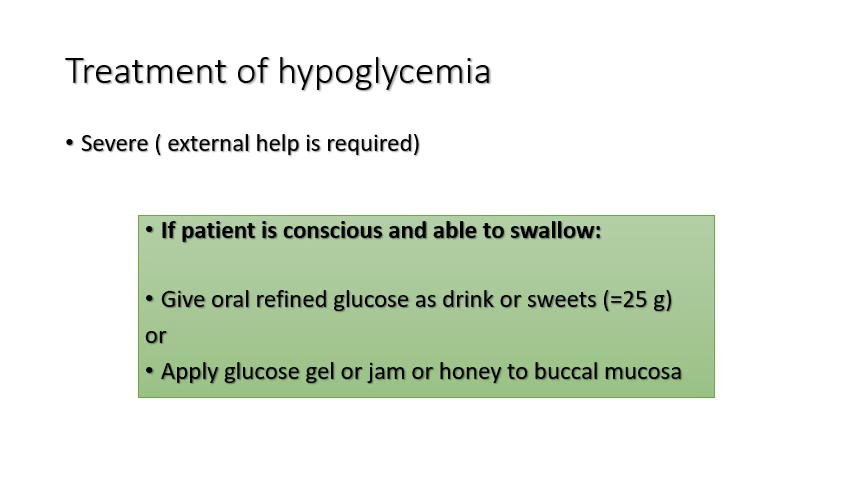 Treatment of hypoglycemia
• Severe ( external help is required)
• If patient is conscious and able to swallow:
• Give oral refined glucose as drink or sweets (=25 g)
or
• Apply glucose gel or jam or honey to buccal mucosa